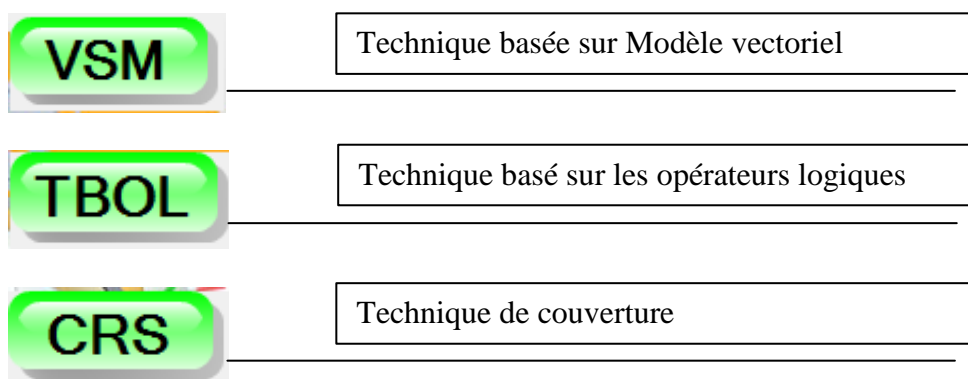 VSM
Technique basée sur Modèle vectoriel
TBOL
Technique basé sur les opérateurs logiques
CRS
Technique de couverture